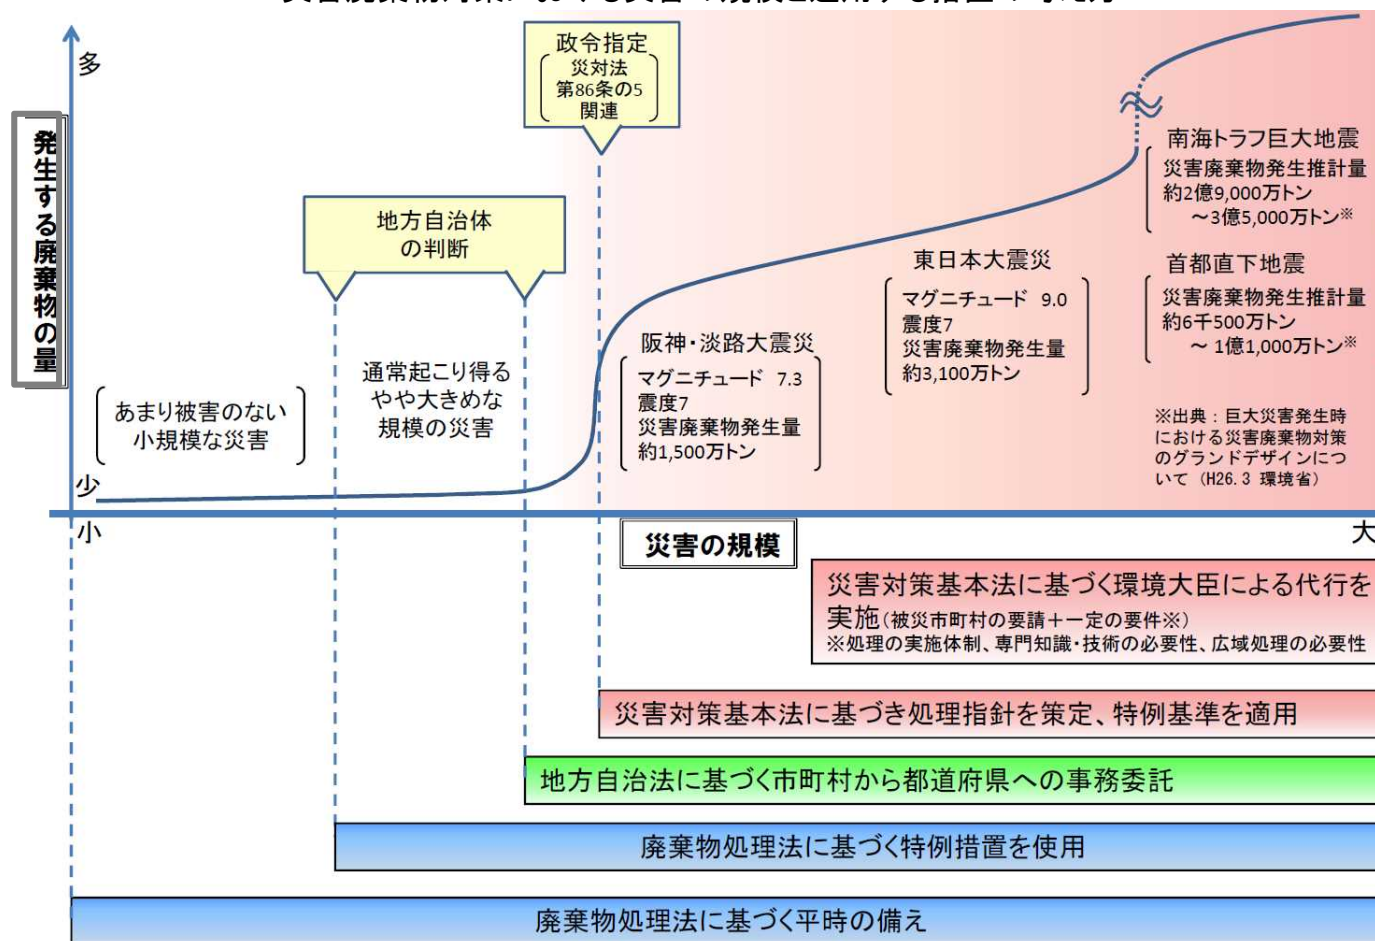 多
発生する廃棄物の量
政令指定
災対法
第86条の5
関連
地方自治体
の判断
あまり被害のない
小規模な災害
通常起こり得る
やや大きめな
規模の災害
阪神・淡路大震災
マグニチュード 7.3
震度7
災害廃棄物発生量
約1,500万トン
東日本大震災
マグニチュード 9.0
震度7
災害廃棄物発生量
約3,100万トン
南海トラフ巨大地震
災害廃棄物発生推計量
約2億9,000万トン
～3億5,000万トン※
首都直下地震
災害廃棄物発生推計量
約6千500万トン
～ 1億1,000万トン※
※出典：巨大災害発生時
における災害廃棄物対策
のグランドデザインにつ
いて（H26.3 環境省）
少
小
災害の規模
大
災害対策基本法に基づく環境大臣による代行を
実施(被災市町村の要請＋一定の要件※)
※処理の実施体制、専門知識・技術の必要性、広域処理の必要性
災害対策基本法に基づき処理指針を策定、特例基準を適用
地方自治法に基づく市町村から都道府県への事務委託
廃棄物処理法に基づく特例措置を使用
廃棄物処理法に基づく平時の備え